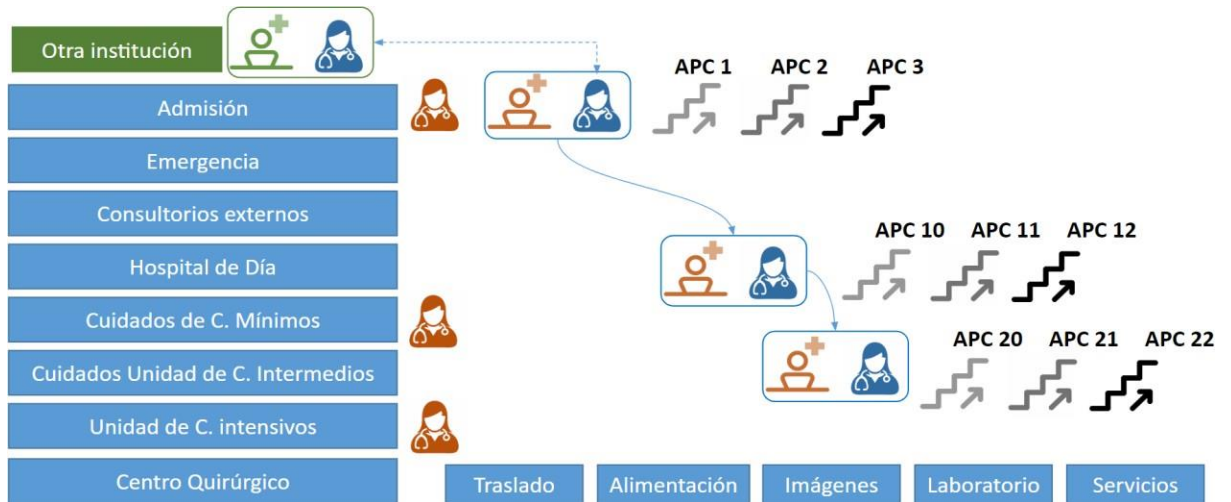 Otra institución
Admisión
Emergencia
Consultorios externos
Hospital de Día
Cuidados de C. Mínimos
Cuidados Unidad de C. Intermedios
Unidad de C. intensivos
Centro Quirúrgico
APC 1 APC 2 APC 3
APC 10 APC 11 APC 12
APC 20 APC 21 APC 22
Traslado Alimentación Imágenes Laboratorio Servicios